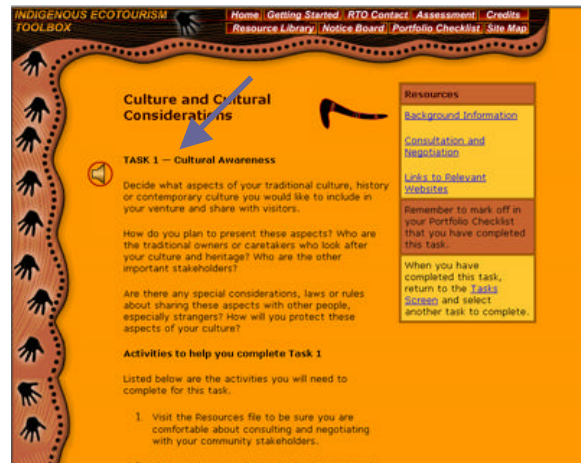 INDIGENOUS ECOTOURISM
TOOLBOX
Home Getting Started RTO Contact Assessment Credits
Resource Library Notice Board Portfolio Checklist Site Map
Culture and Cultural
Considerations
TASK 1 — Cultural Awareness
Decide what aspects of your traditional culture, history
or contemporary culture you would like to include in
your venture and share with visitors.
How do you plan to present these aspects? Who are
the traditional owners or caretakers who look after
your culture and heritage? Who are the other
important stakeholders?
Are there any special considerations, laws or rules
about sharing these aspects with other people,
especially strangers? How will you protect these
aspects of your culture?
Activities to help you complete Task 1
Listed below are the activities you will need to
complete for this task.
1. Visit the Resources file to be sure you are
comfortable about consulting and negotiating
with your community stakeholders.
Resources
Background Information
Consultation and
Negotiation
Links to Relevant
Websites
Remember to mark off in
your Portfolio Checklist
that you have completed
this task.
When you have
completed this task,
return to the Tasks
Screen and select
another task to complete.